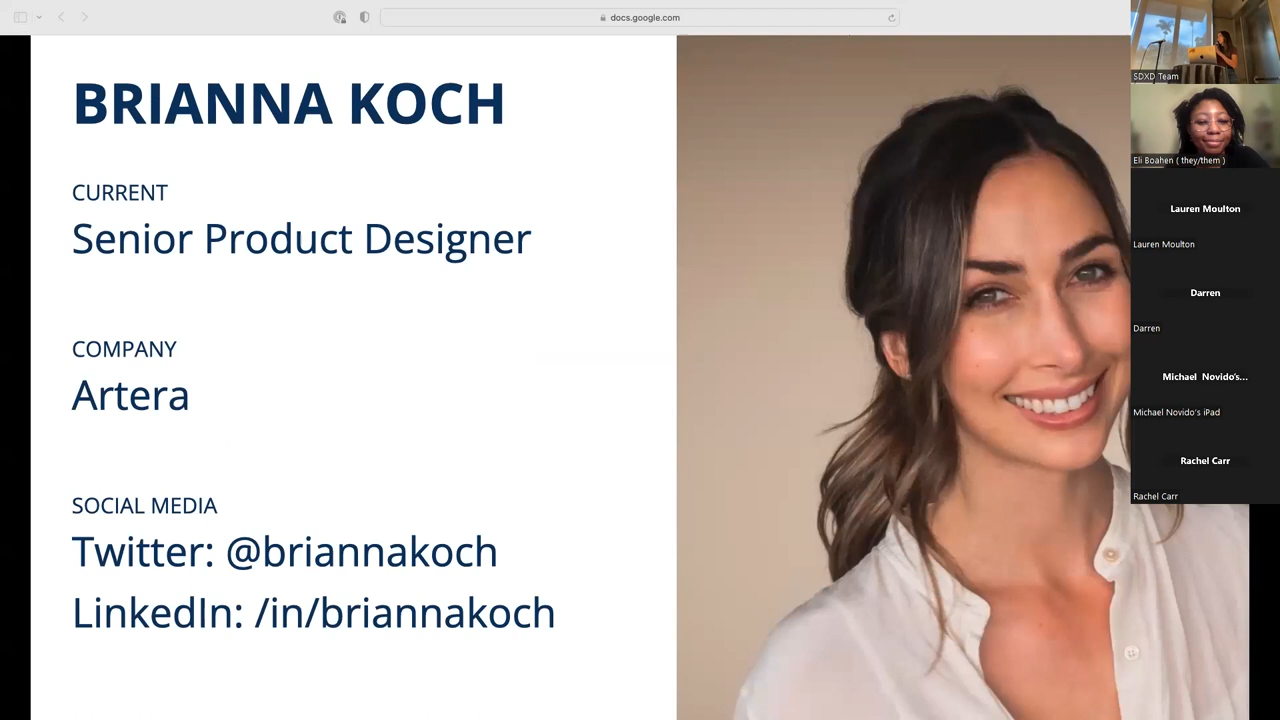 docs.google.com
BRIANNA KOCH
CURRENT
Senior Product Designer
COMPANY
Artera
SOCIAL MEDIA
Twitter: @briannakoch
LinkedIn: /in/briannakoch
SDXD Team
Eli Boahen ( they/them )
Lauren Moulton
Lauren Moulton
Darren
Darren
Michael Novido's...
Michael Novido's iPad
Rachel Carr
Rachel Carr